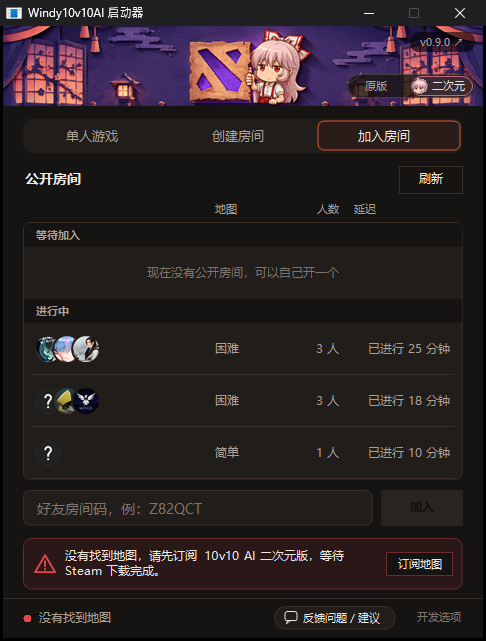 Windy10v10AI 启动器
v0.9.0 ↗
原版 二次元
单人游戏 创建房间 加入房间
公开房间 刷新
地图 人数 延迟
等待加入
现在没有公开房间，可以自己开一个
进行中
困难 3 人 已进行 25 分钟
? 困难 3 人 已进行 18 分钟
? 简单 1 人 已进行 10 分钟
好友房间码，例：Z82QCT 加入
没有找到地图，请先订阅 10v10 AI 二次元版，等待
Steam 下载完成。
订阅地图
没有找到地图 反馈问题 / 建议 开发选项